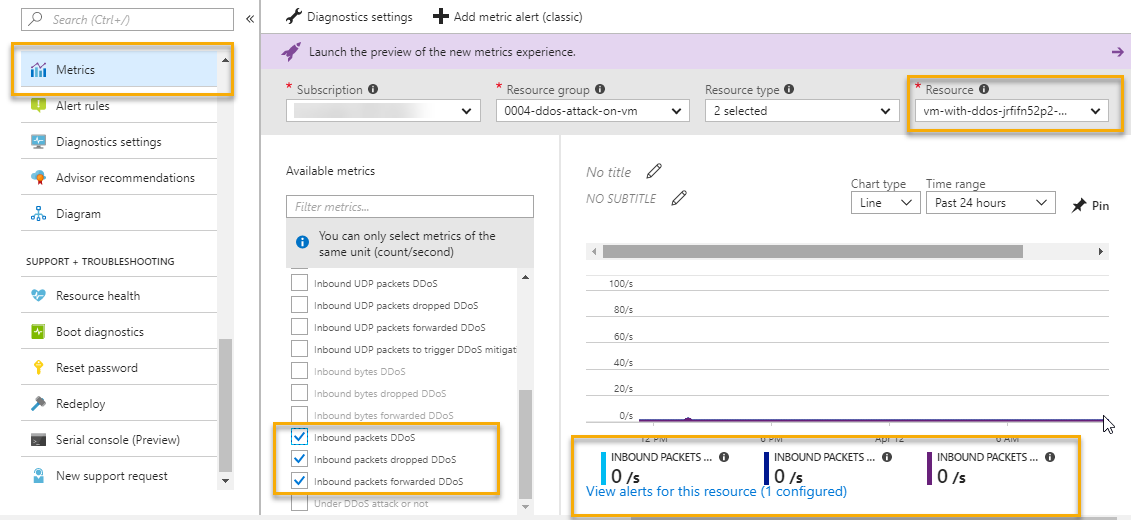 Search (Ctrl+/)
«
Metrics
Alert rules
Diagnostics settings
Advisor recommendations
Diagram
SUPPORT + TROUBLESHOOTING
Resource health
Boot diagnostics
Reset password
Redeploy
Serial console (Preview)
New support request
Diagnostics settings
Add metric alert (classic)
Launch the preview of the new metrics experience.
* Subscription
* Resource group
0004-ddos-attack-on-vm
Resource type
2 selected
* Resource
vm-with-ddos-jrfifn52p2-...
Available metrics
Filter metrics...
You can only select metrics of the
same unit (count/second)
Inbound UDP packets DDoS
Inbound UDP packets dropped DDoS
Inbound UDP packets forwarded DDoS
Inbound UDP packets to trigger DDoS mitigat
Inbound bytes DDoS
Inbound bytes dropped DDoS
Inbound bytes forwarded DDoS
Inbound packets DDoS
Inbound packets dropped DDoS
Inbound packets forwarded DDoS
Under DDoS attack or not
No title
NO SUBTITLE
Chart type
Line
Time range
Past 24 hours
Pin
100/s
80/s
60/s
40/s
20/s
0/s
12 PM
6 PM
Apr 12
6 AM
INBOUND PACKETS ...
0 /s
INBOUND PACKETS ...
0 /s
INBOUND PACKETS ...
0 /s
View alerts for this resource (1 configured)